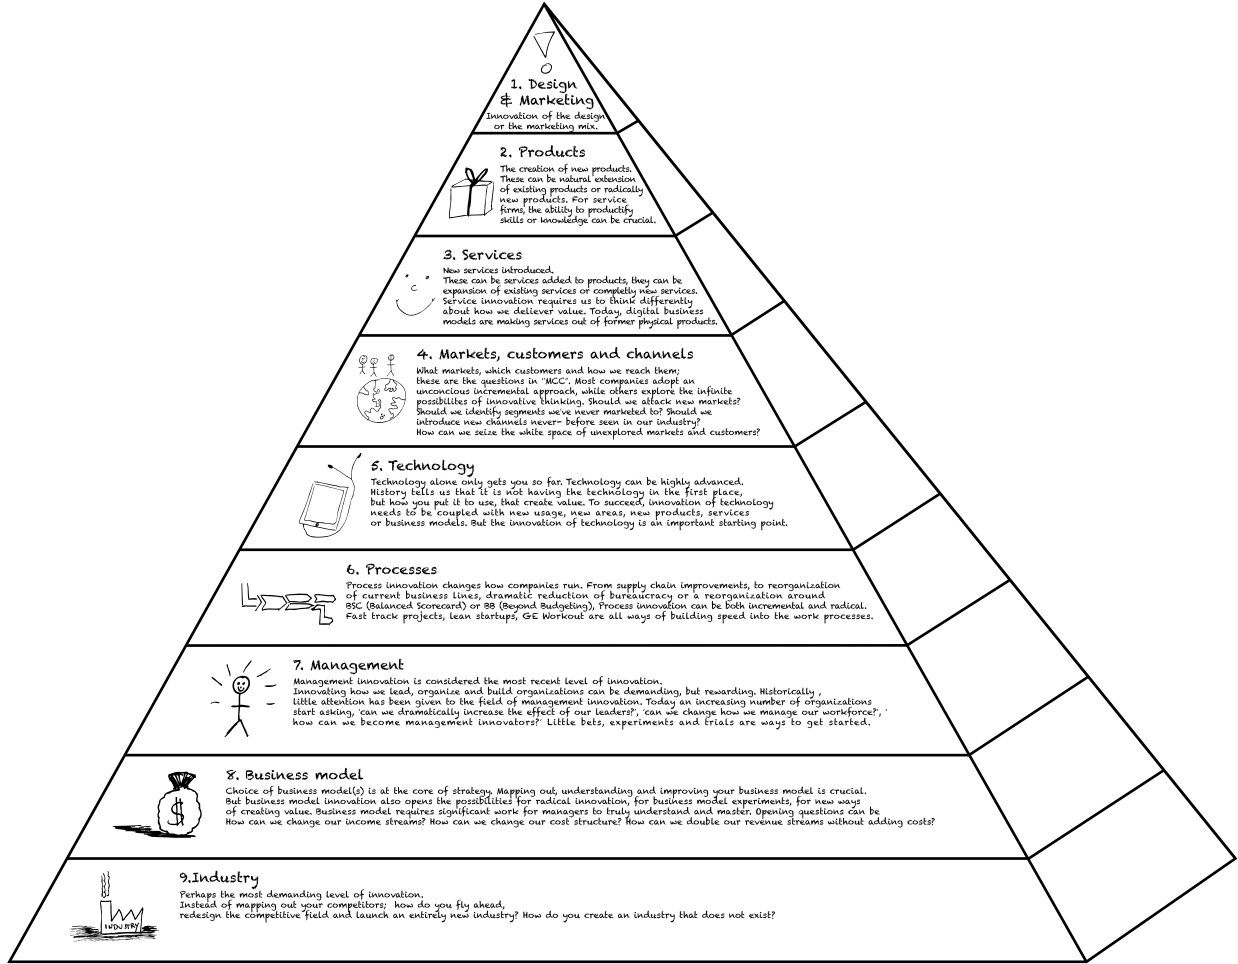 1. Design
& Marketing
Innovation of the design
or the marketing mix.
2. Products
The creation of new products.
These can be natural extension
of existing products or radically
new products. For service
firms, the ability to productify
skills or knowledge can be crucial.
3. Services
New services introduced.
These can be services added to products, they can be
expansion of existing services or completly new services.
Service innovation requires us to think differently
about how we deliever value. Today, digital business
models are making services out of former physical products.
4. Markets, customers and channels
What markets, which customers and how we reach them;
these are the questions in "MCC". Most companies adopt an
unconcious incremental approach, while others explore the infinite
possibilites of innovative thinking. Should we attack new markets?
Should we identify segments we've never marketed to? Should we
introduce new channels never- before seen in our industry?
How can we seize the white space of unexplored markets and customers?
5. Technology
Technology alone only gets you so far. Technology can be highly advanced.
History tells us that it is not having the technology in the first place,
but how you put it to use, that create value. To succeed, innovation of technology
needs to be coupled with new usage, new areas, new products, services
or business models. But the innovation of technology is an important starting point.
6. Processes
Process innovation changes how companies run. From supply chain improvements, to reorganization
of current business lines, dramatic reduction of bureaucracy or a reorganization around
BSC (Balanced Scorecard) or BB (Beyond Budgeting), Process innovation can be both incremental and radical.
Fast track projects, lean startups, GE Workout are all ways of building speed into the work processes.
7. Management
Management innovation is considered the most recent level of innovation.
Innovating how we lead, organize and build organizations can be demanding, but rewarding. Historically ,
little attention has been given to the field of management innovation. Today an increasing number of organizations
start asking, 'can we dramatically increase the effect of our leaders?', 'can we change how we manage our workforce?', '
how can we become management innovators?' Little bets, experiments and trials are ways to get started.
8. Business model
Choice of business model(s) is at the core of strategy. Mapping out, understanding and improving your business model is crucial.
But business model innovation also opens the possibilities for radical innovation, for business model experiments, for new ways
of creating value. Business model requires significant work for managers to truly understand and master. Opening questions can be
How can we change our income streams? How can we change our cost structure? How can we double our revenue streams without adding costs?
$
9.Industry
Perhaps the most demanding level of innovation.
Instead of mapping out your competitors; how do you fly ahead,
redesign the competitive field and launch an entirely new industry? How do you create an industry that does not exist?
INDUSTRY